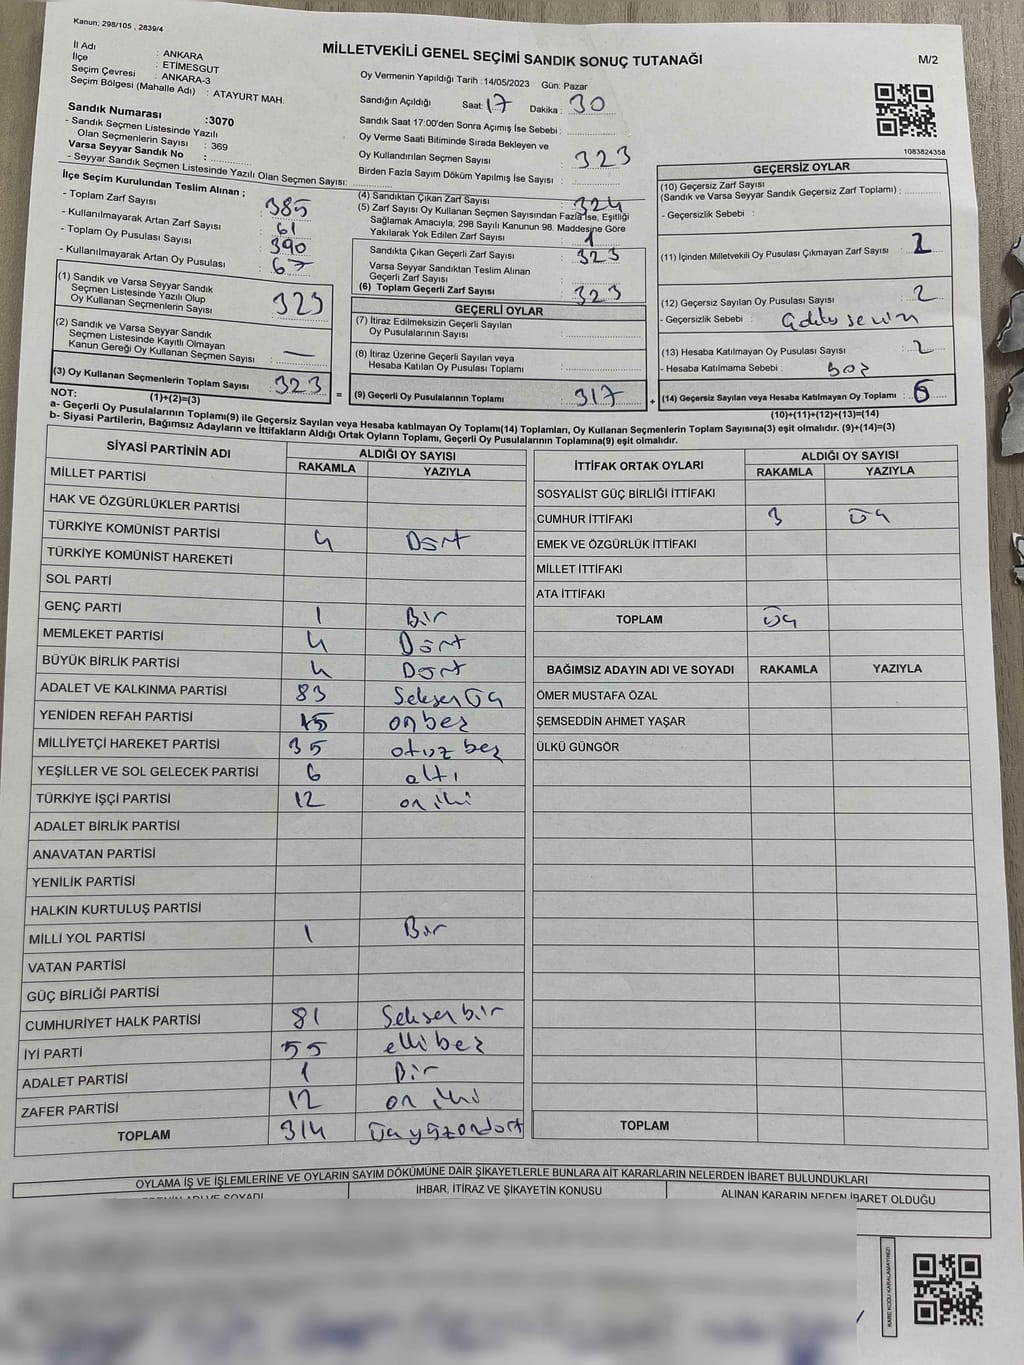 Kanun: 298/105 , 2839/4
MİLLETVEKİLİ GENEL SEÇİMİ SANDIK SONUÇ TUTANAĞI
M/2
İl Adı : ANKARA
İlçe : ETİMESGUT
Seçim Çevresi : ANKARA-3
Seçim Bölgesi (Mahalle Adı) : ATAYURT MAH.
Sandık Numarası :3070
- Sandık Seçmen Listesinde Yazılı
Olan Seçmenlerin Sayısı : 369
Varsa Seyyar Sandık No :
- Seyyar Sandık Seçmen Listesinde Yazılı Olan Seçmen Sayısı:
Oy Vermenin Yapıldığı Tarih :14/05/2023 Gün: Pazar
Sandığın Açıldığı Saat: 17 Dakika : 30
Sandık Saat 17:00'den Sonra Açımış İse Sebebi :
Oy Verme Saati Bitiminde Sırada Bekleyen ve
Oy Kullandırılan Seçmen Sayısı : 323
Birden Fazla Sayım Döküm Yapılmış İse Sayısı :
1083824358
İlçe Seçim Kurulundan Teslim Alınan ;
- Toplam Zarf Sayısı : 385
- Kullanılmayarak Artan Zarf Sayısı : 61
- Toplam Oy Pusulası Sayısı : 390
- Kullanılmayarak Artan Oy Pusulası : 67
(1) Sandık ve Varsa Seyyar Sandık
Seçmen Listesinde Yazılı Olup
Oy Kullanan Seçmenlerin Sayısı : 323
(2) Sandık ve Varsa Seyyar Sandık
Seçmen Listesinde Kayıtlı Olmayan
Kanun Gereği Oy Kullanan Seçmen Sayısı : —
(3) Oy Kullanan Seçmenlerin Toplam Sayısı : 323 =
(1)+(2)=(3)
(4) Sandıktan Çıkan Zarf Sayısı : 324
(5) Zarf Sayısı Oy Kullanan Seçmen Sayısından Fazla İse, Eşitliği
Sağlamak Amacıyla; 298 Sayılı Kanunun 98. Maddesine Göre
Yakılarak Yok Edilen Zarf Sayısı : 1
Sandıkta Çıkan Geçerli Zarf Sayısı : 323
Varsa Seyyar Sandıktan Teslim Alınan
Geçerli Zarf Sayısı :
(6) Toplam Geçerli Zarf Sayısı : 323
GEÇERLİ OYLAR
(7) İtiraz Edilmeksizin Geçerli Sayılan
Oy Pusulalarının Sayısı :
(8) İtiraz Üzerine Geçerli Sayılan veya
Hesaba Katılan Oy Pusulası Toplamı :
(9) Geçerli Oy Pusulalarının Toplamı : 317 +
GEÇERSİZ OYLAR
(10) Geçersiz Zarf Sayısı
(Sandık ve Varsa Seyyar Sandık Geçersiz Zarf Toplamı) :
- Geçersizlik Sebebi :
(11) İçinden Milletvekili Oy Pusulası Çıkmayan Zarf Sayısı : 2
(12) Geçersiz Sayılan Oy Pusulası Sayısı : 2
- Geçersizlik Sebebi :
(13) Hesaba Katılmayan Oy Pusulası Sayısı : 2
- Hesaba Katılmama Sebebi : boş
(14) Geçersiz Sayılan veya Hesaba Katılmayan Oy Toplamı : 6
(10)+(11)+(12)+(13)=(14)
NOT:
a- Geçerli Oy Pusulalarının Toplamı(9) ile Geçersiz Sayılan veya Hesaba katılmayan Oy Toplamı(14) Toplamları, Oy Kullanan Seçmenlerin Toplam Sayısına(3) eşit olmalıdır. (9)+(14)=(3)
b- Siyasi Partilerin, Bağımsız Adayların ve İttifakların Aldığı Ortak Oyların Toplamı, Geçerli Oy Pusulalarının Toplamına(9) eşit olmalıdır.
SİYASİ PARTİNİN ADI ALDIĞI OY SAYISI
RAKAMLA YAZIYLA
MİLLET PARTİSİ
HAK VE ÖZGÜRLÜKLER PARTİSİ
TÜRKİYE KOMÜNİST PARTİSİ 4 Dört
TÜRKİYE KOMÜNİST HAREKETİ
SOL PARTİ
GENÇ PARTİ 1 Bir
MEMLEKET PARTİSİ 4 Dört
BÜYÜK BİRLİK PARTİSİ 4 Dört
ADALET VE KALKINMA PARTİSİ 83 Seksen Üç
YENİDEN REFAH PARTİSİ 15 onbeş
MİLLİYETÇİ HAREKET PARTİSİ 35 otuz beş
YEŞİLLER VE SOL GELECEK PARTİSİ 6 altı
TÜRKİYE İŞÇİ PARTİSİ 12 on iki
ADALET BİRLİK PARTİSİ
ANAVATAN PARTİSİ
YENİLİK PARTİSİ
HALKIN KURTULUŞ PARTİSİ
MİLLİ YOL PARTİSİ 1 Bir
VATAN PARTİSİ
GÜÇ BİRLİĞİ PARTİSİ
CUMHURİYET HALK PARTİSİ 81 Seksen bir
İYİ PARTİ 55 elli beş
ADALET PARTİSİ 1 Bir
ZAFER PARTİSİ 12 on iki
TOPLAM 314 Üçyüzondört
İTTİFAK ORTAK OYLARI ALDIĞI OY SAYISI
RAKAMLA YAZIYLA
SOSYALİST GÜÇ BİRLİĞİ İTTİFAKI
CUMHUR İTTİFAKI 3 Üç
EMEK VE ÖZGÜRLÜK İTTİFAKI
MİLLET İTTİFAKI
ATA İTTİFAKI
TOPLAM Üç
BAĞIMSIZ ADAYIN ADI VE SOYADI RAKAMLA YAZIYLA
ÖMER MUSTAFA ÖZAL
ŞEMSEDDİN AHMET YAŞAR
ÜLKÜ GÜNGÖR
TOPLAM
OYLAMA İŞ VE İŞLEMLERİNE VE OYLARIN SAYIM DÖKÜMÜNE DAİR ŞİKAYETLERLE BUNLARA AİT KARARLARIN NELERDEN İBARET BULUNDUKLARI
ADI VE SOYADI İHBAR, İTİRAZ VE ŞİKAYETİN KONUSU ALINAN KARARIN NEDEN İBARET OLDUĞU
KARE KODU KARALAMAYINIZ!